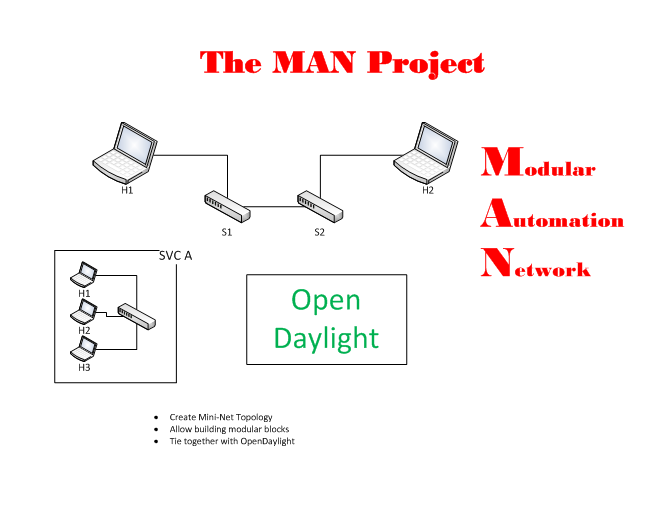 The MAN Project
H1
H2
S1
S2
Modular
Automation
Network
SVC A
H1
H2
H3
Open
Daylight
• Create Mini-Net Topology
• Allow building modular blocks
• Tie together with OpenDaylight